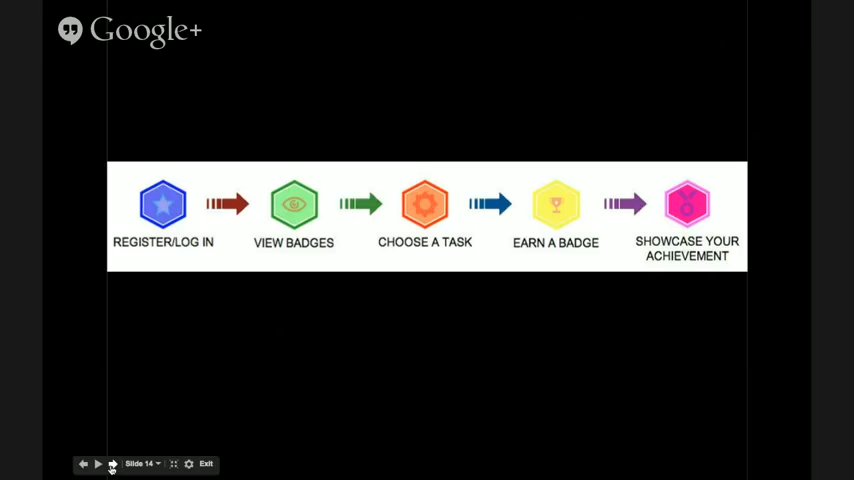 Google+
REGISTER/LOG IN
VIEW BADGES
CHOOSE A TASK
EARN A BADGE
SHOWCASE YOUR
ACHIEVEMENT
Slide 14
Exit